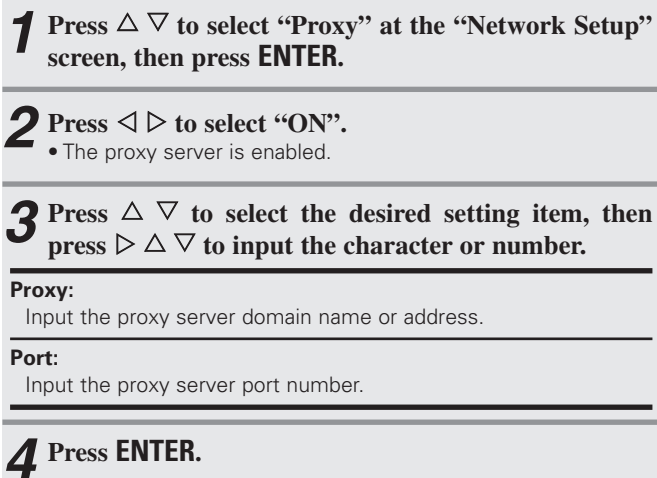 1 Press △ ▽ to select “Proxy” at the “Network Setup”
screen, then press ENTER.
2 Press ◁ ▷ to select “ON”.
• The proxy server is enabled.
3 Press △ ▽ to select the desired setting item, then
press ▷ △ ▽ to input the character or number.
Proxy:
Input the proxy server domain name or address.
Port:
Input the proxy server port number.
4 Press ENTER.